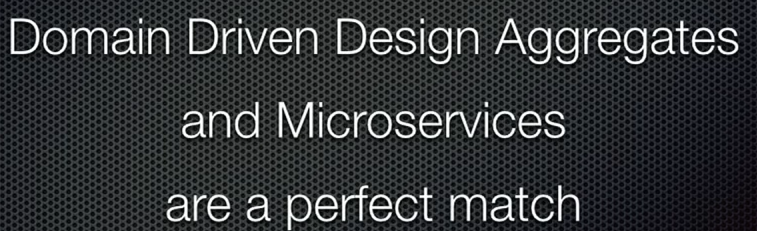 Domain Driven Design Aggregates
and Microservices
are a perfect match